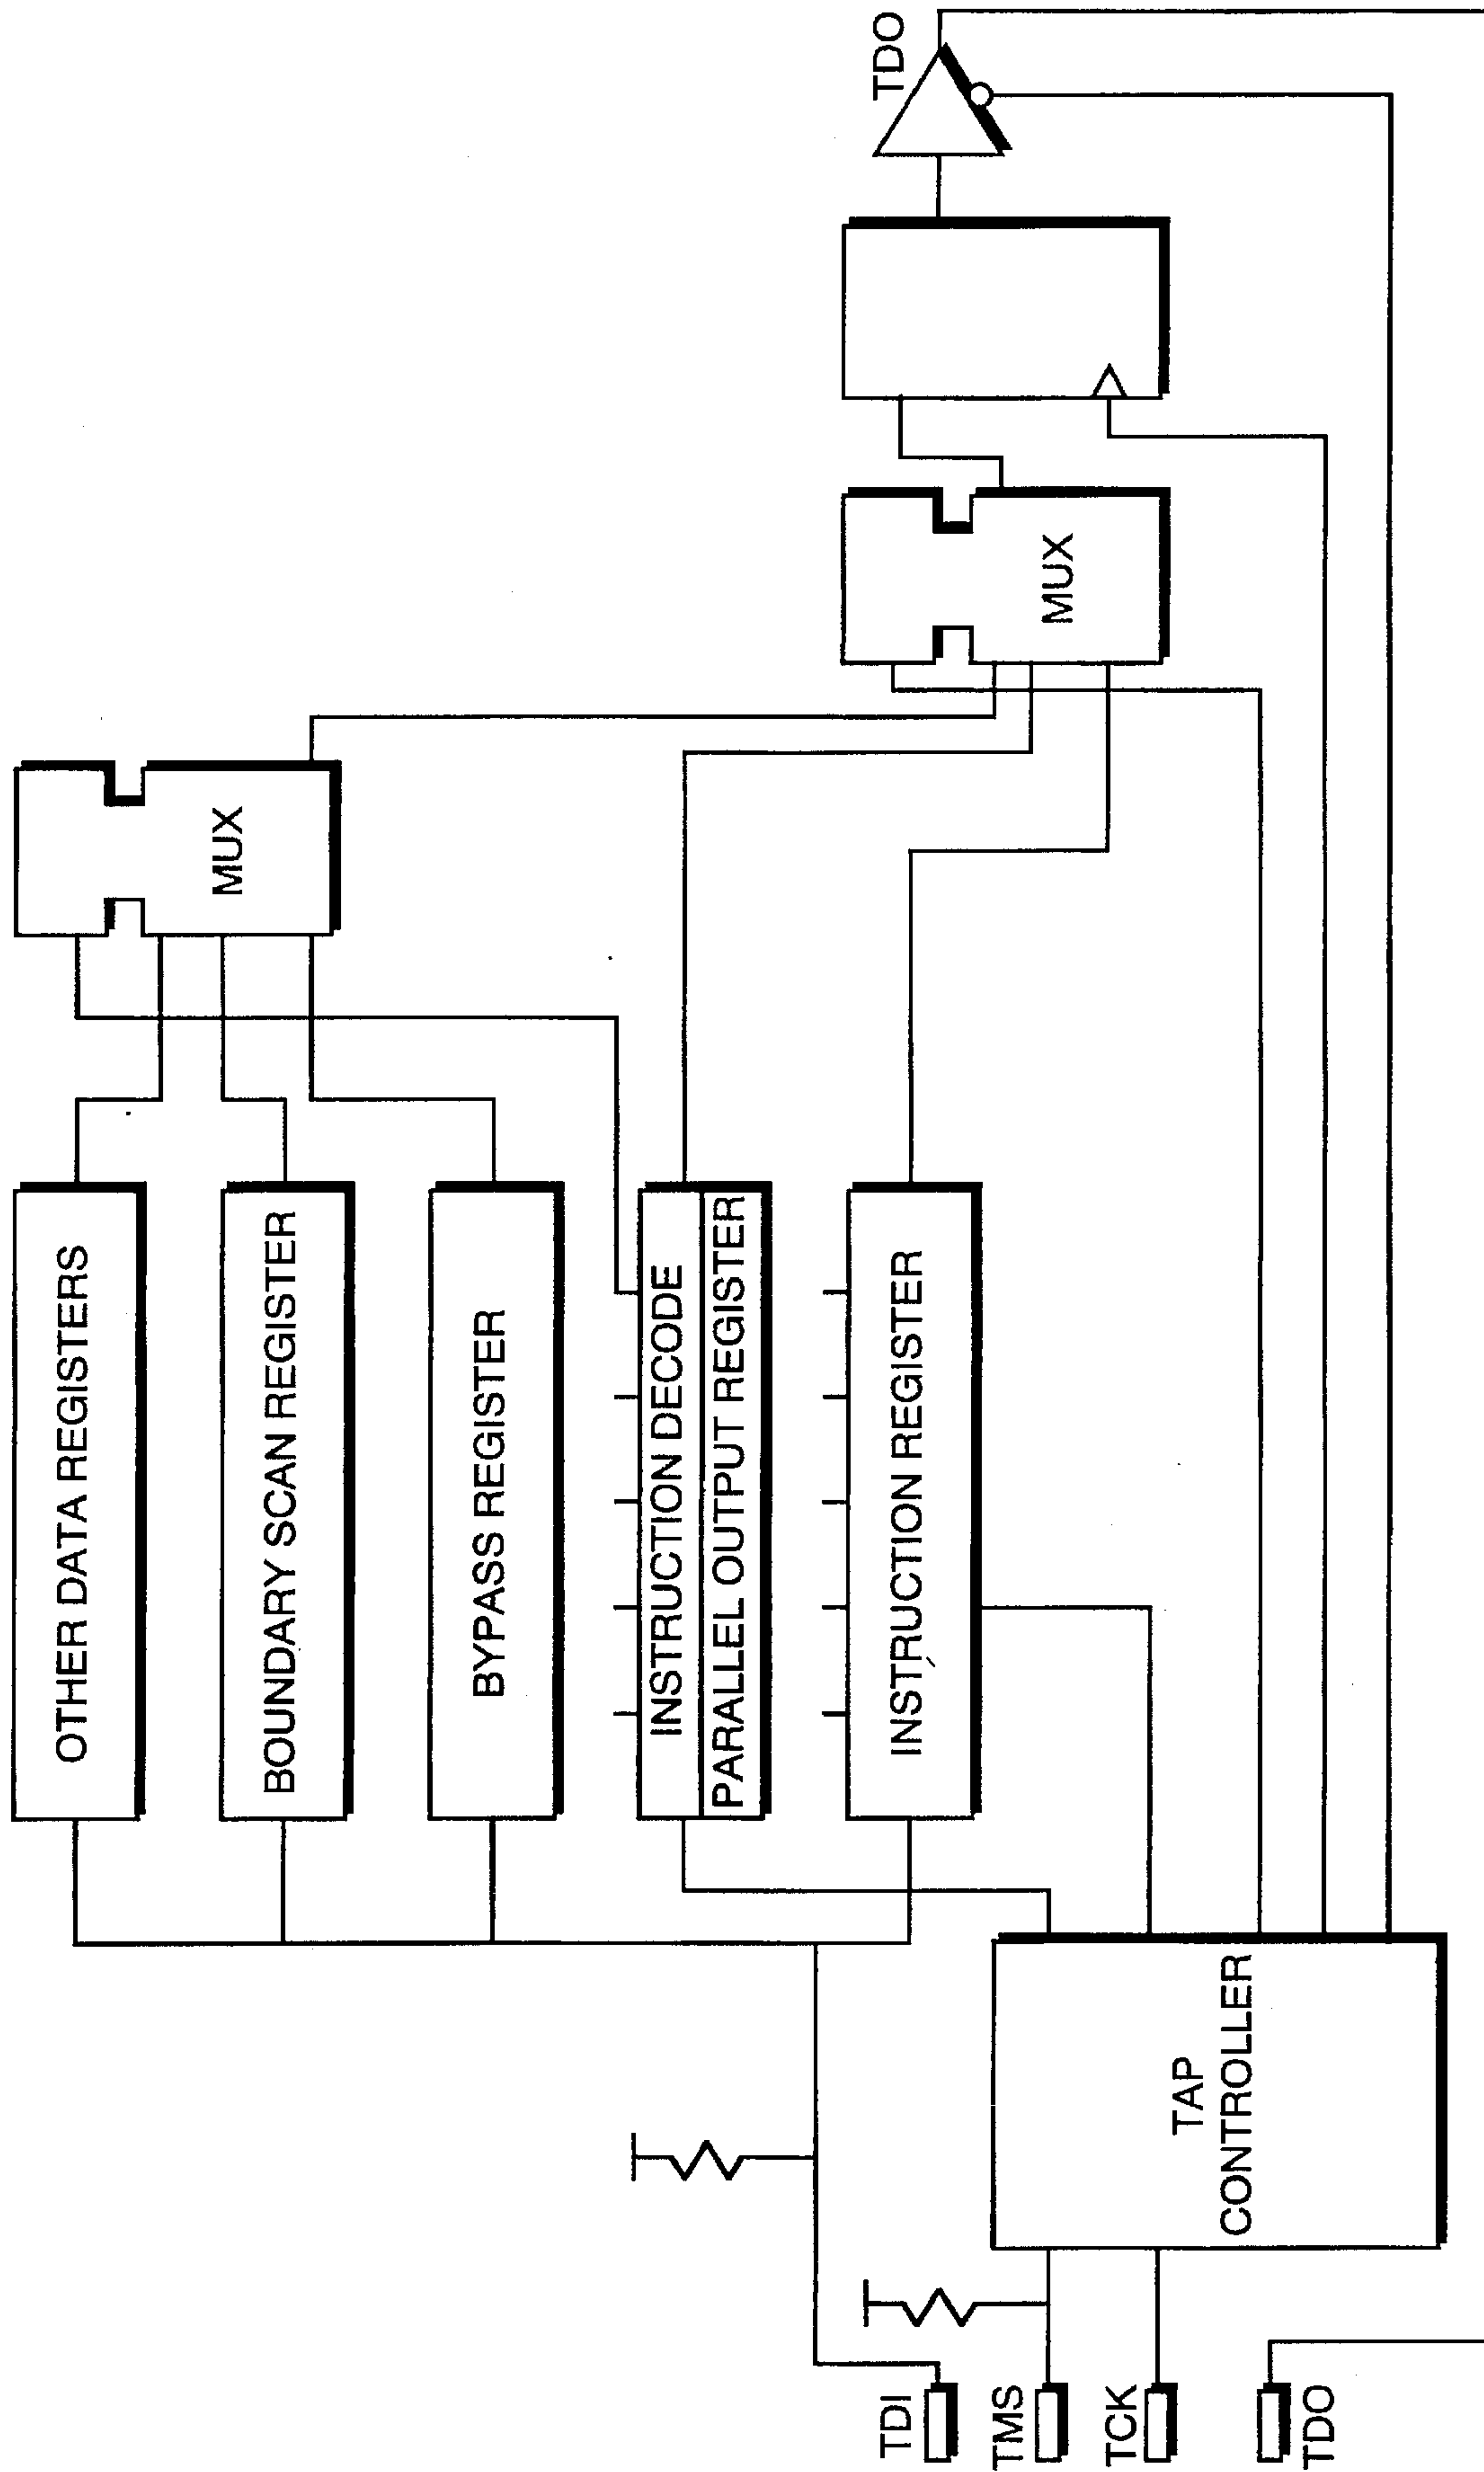 OTHER DATA REGISTERS
BOUNDARY SCAN REGISTER
BYPASS REGISTER
INSTRUCTION DECODE
PARALLEL OUTPUT REGISTER
INSTRUCTION REGISTER
MUX
MUX
TDO
TDI
TMS
TCK
TDO
TAP
CONTROLLER